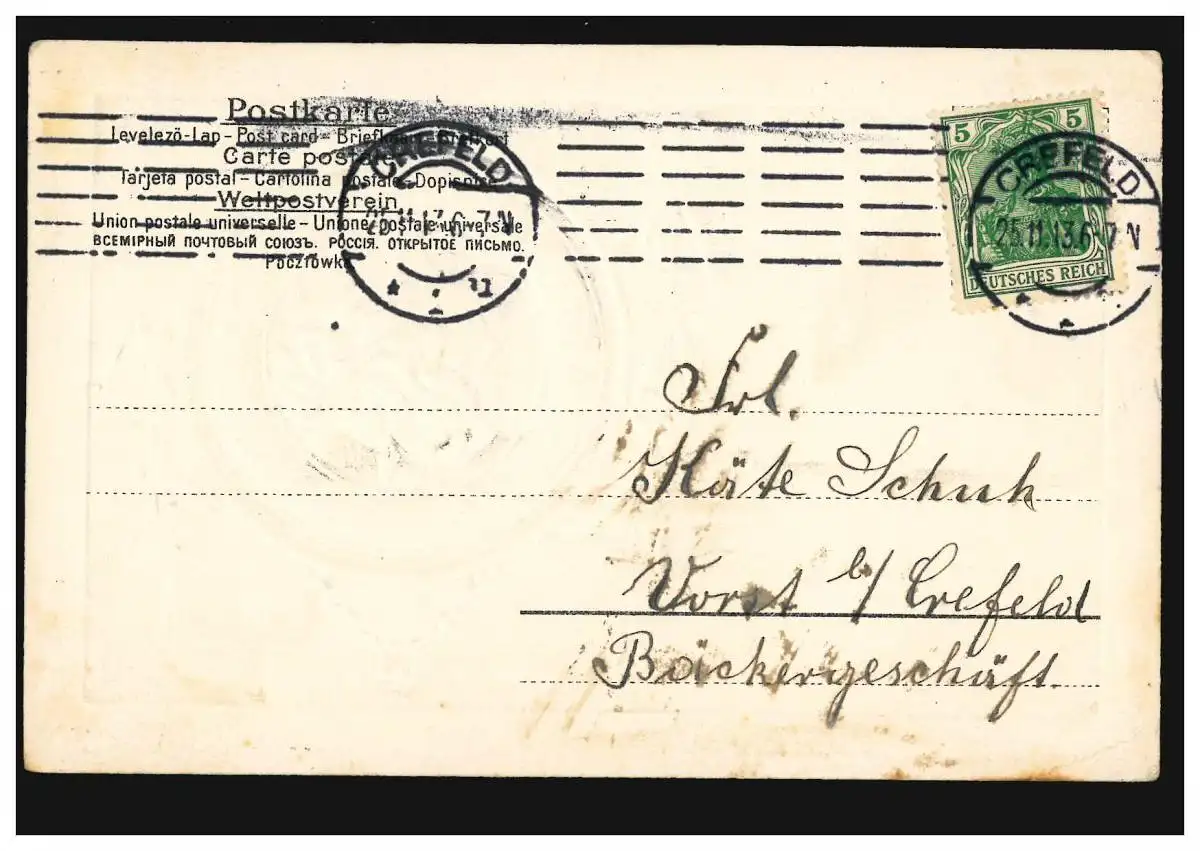 Postkarte
Levelező-Lap – Post card – Briefkaart
Carte postale
Tarjeta postal – Cartolina postale – Dopisnice
Weltpostverein
Union postale universelle – Unione postale universale
ВСЕМІРНЫЙ ПОЧТОВЫЙ СОЮЗЪ. РОССІЯ. ОТКРЫТОЕ ПИСЬМО.
Pocztówka
CREFELD
5 5
DEUTSCHES REICH
CREFELD
25.11.13.6-7N
Frl.
Käte Schuh
Vorst b/ Crefeld
Bäckergeschäft.